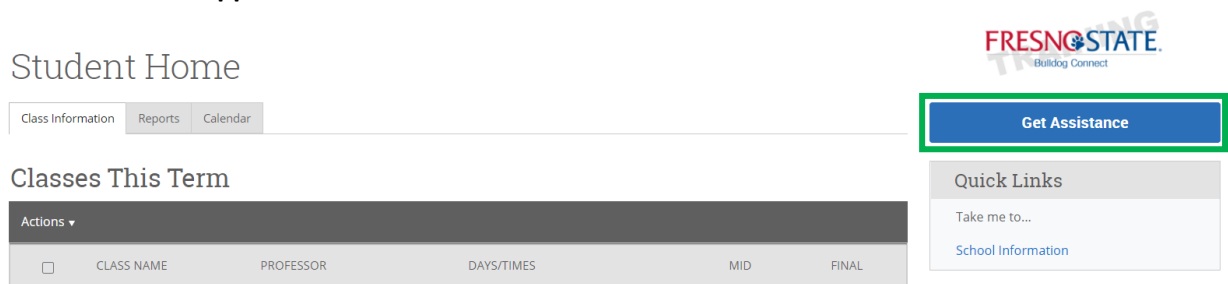 Student Home
Class Information Reports Calendar
Classes This Term
Actions ▾
CLASS NAME PROFESSOR DAYS/TIMES MID FINAL
TRAINING
FRESNO STATE.
Bulldog Connect
Get Assistance
Quick Links
Take me to...
School Information